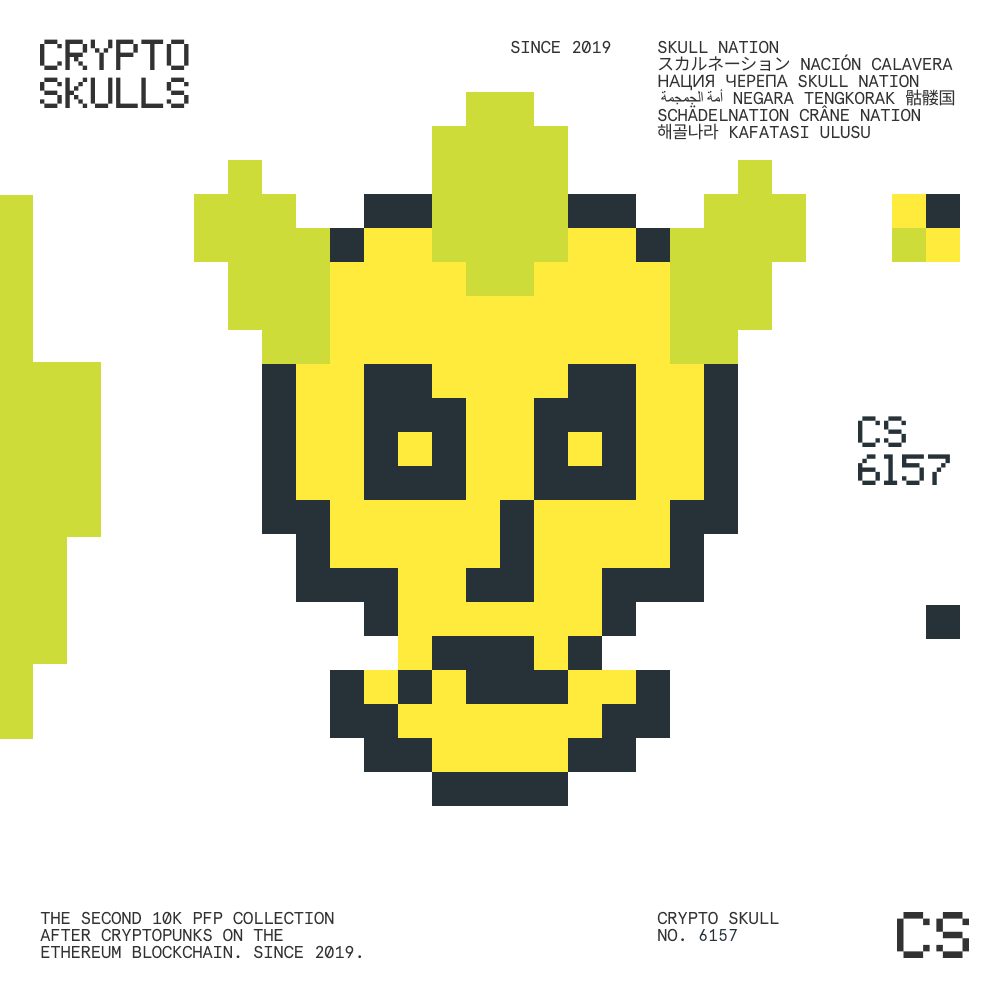 CRYPTO
SKULLS
SINCE 2019
SKULL NATION
スカルネーション NACIÓN CALAVERA
НАЦИЯ ЧЕРЕПА SKULL NATION
أمة الجمجمة NEGARA TENGKORAK 骷髅国
SCHÄDELNATION CRÂNE NATION
해골나라 KAFATASI ULUSU
CS
6157
THE SECOND 10K PFP COLLECTION
AFTER CRYPTOPUNKS ON THE
ETHEREUM BLOCKCHAIN. SINCE 2019.
CRYPTO SKULL
NO. 6157
CS